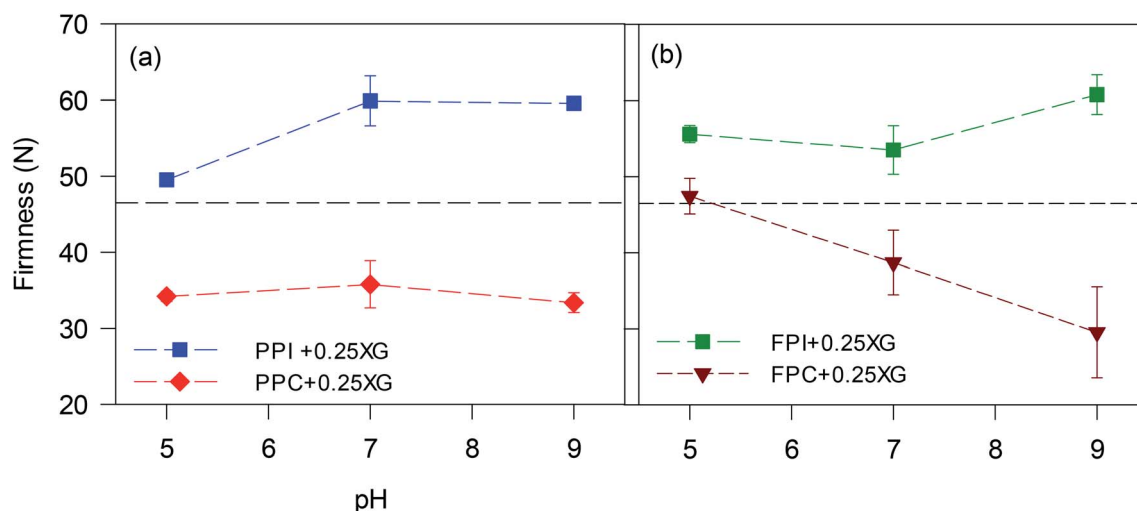 70
60
50
40
30
20
Firmness (N)
(a)
PPI +0.25XG
PPC+0.25XG
5 6 7 8 9
pH
(b)
FPI+0.25XG
FPC+0.25XG
5 6 7 8 9